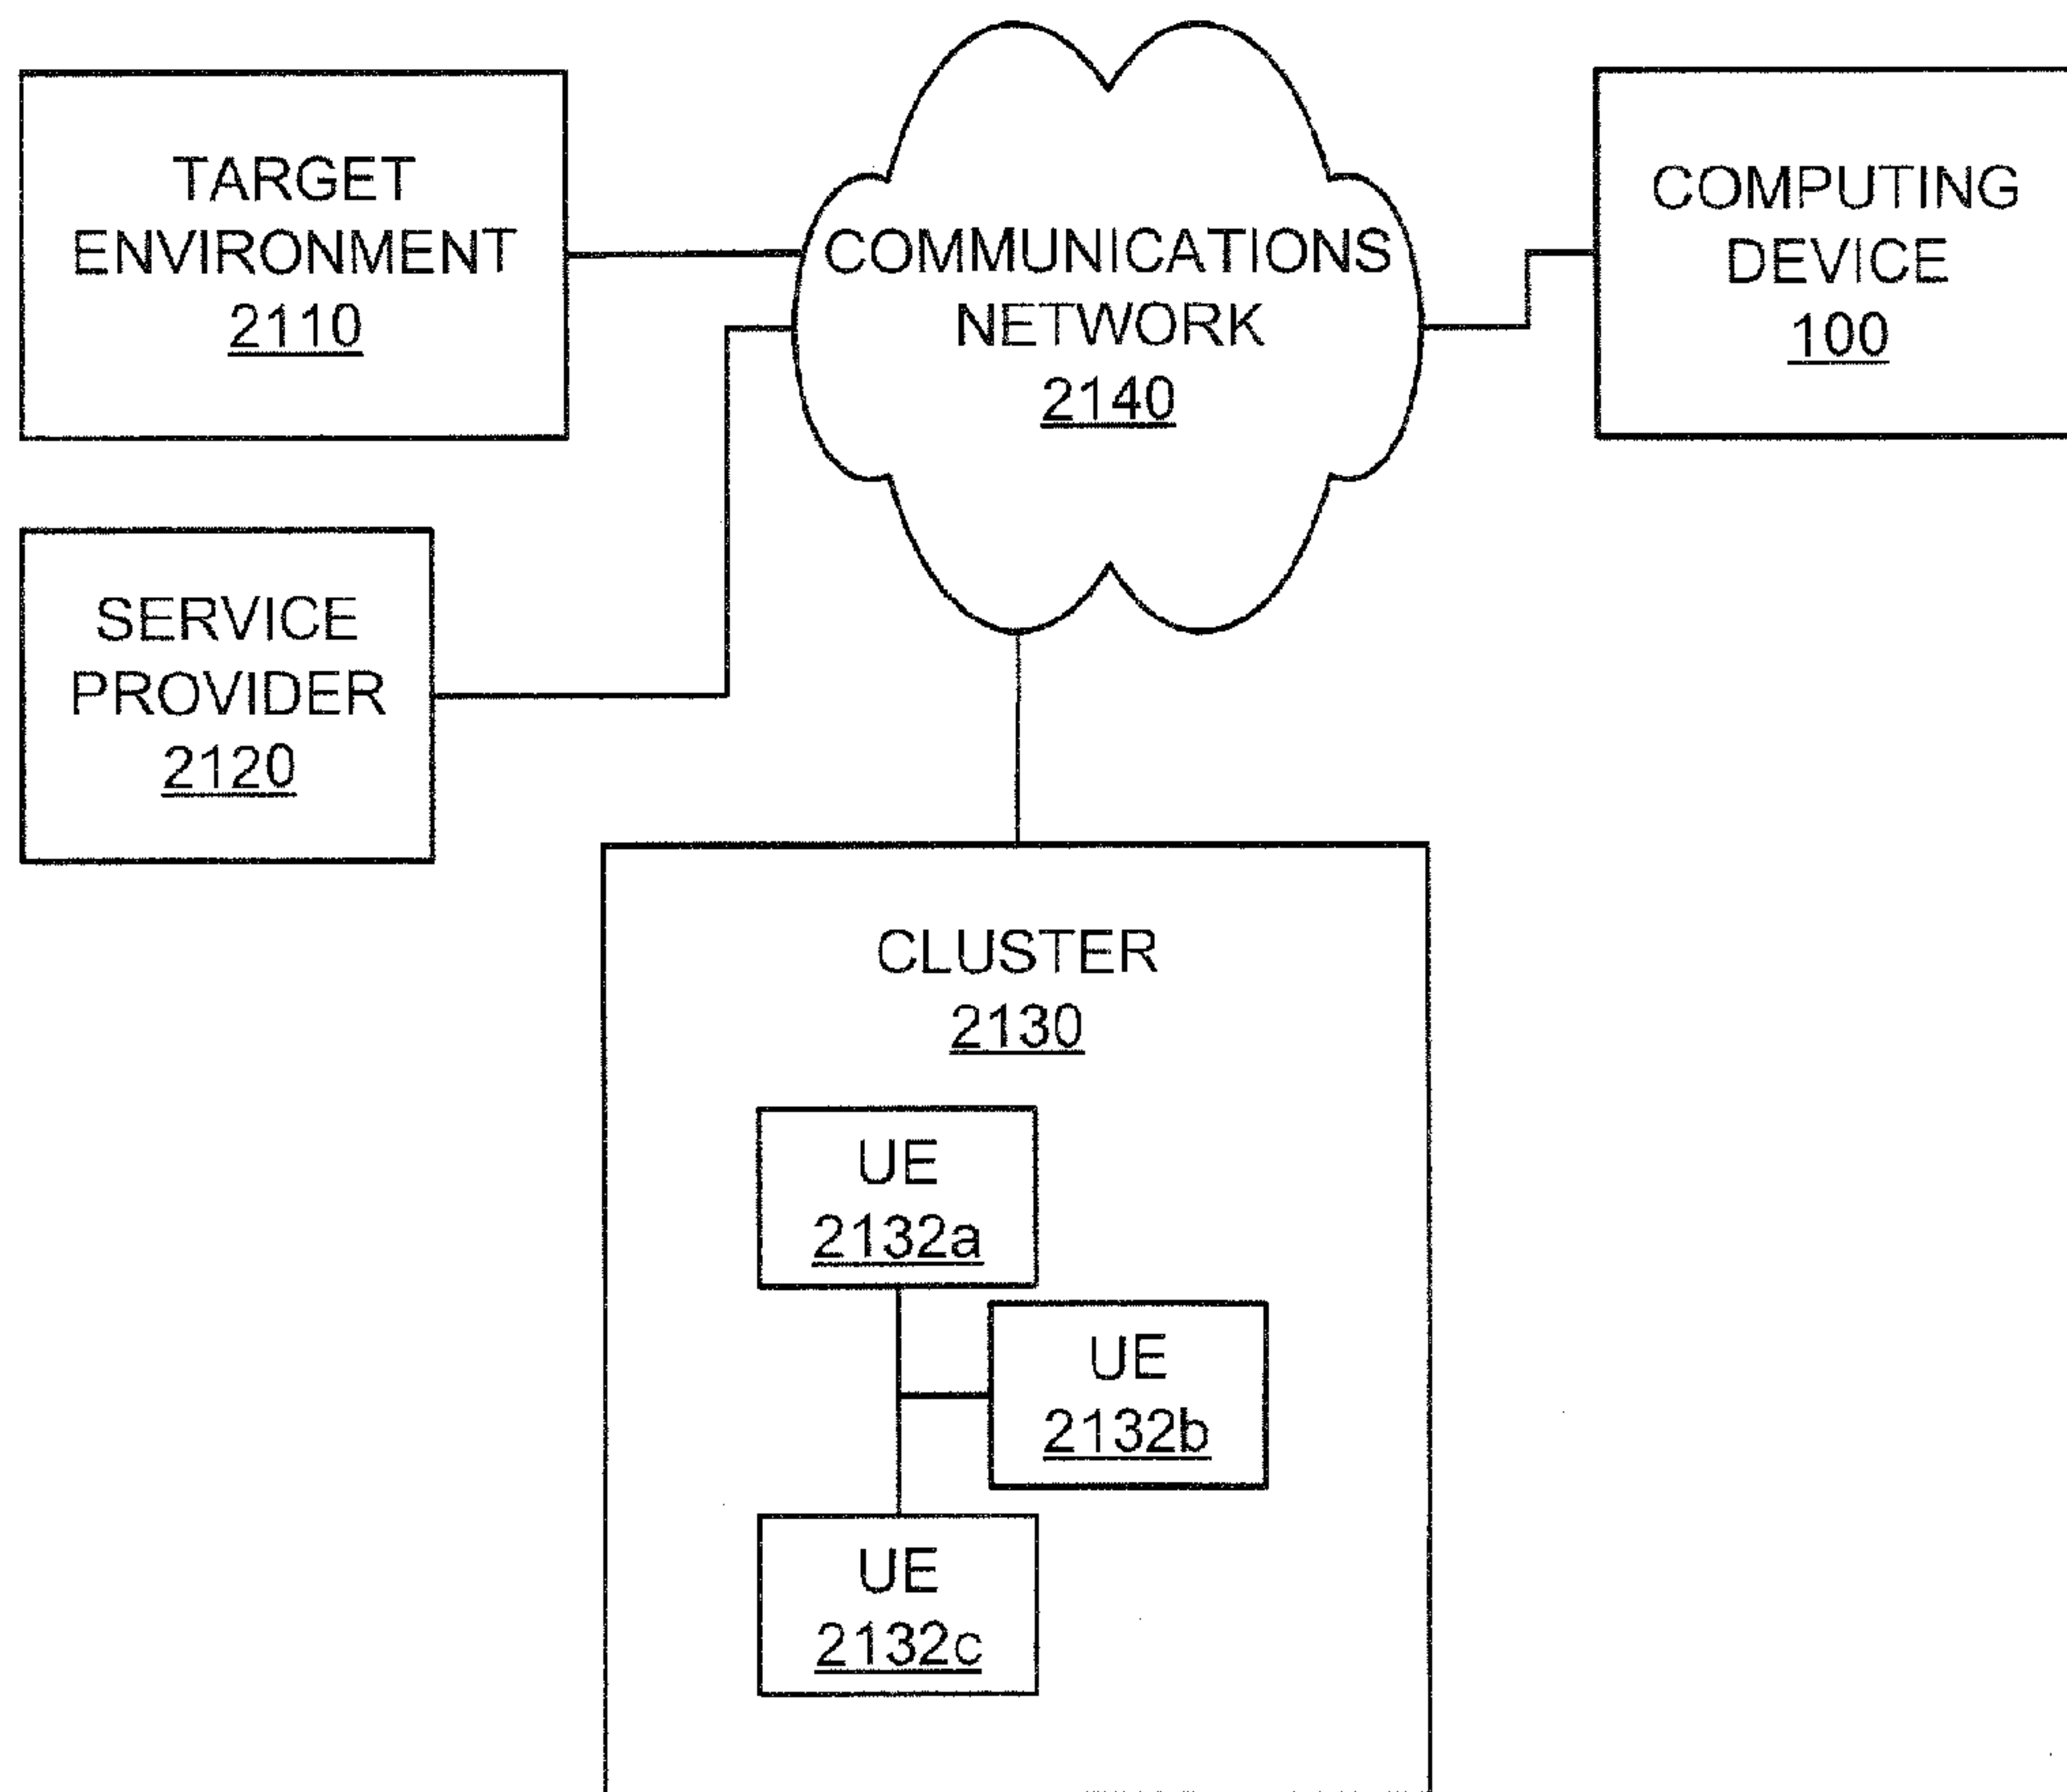 TARGET
ENVIRONMENT
2110
COMMUNICATIONS
NETWORK
2140
COMPUTING
DEVICE
100
SERVICE
PROVIDER
2120
CLUSTER
2130
UE
2132a
UE
2132b
UE
2132c